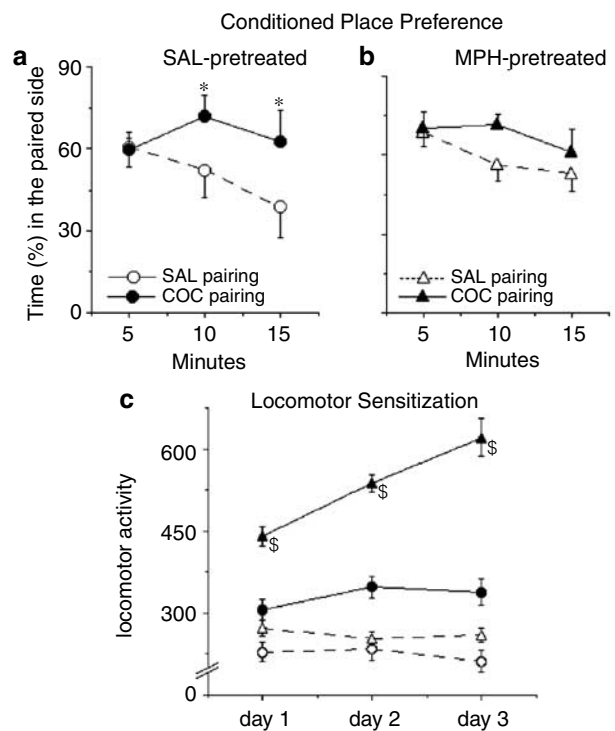 Conditioned Place Preference
a SAL-pretreated
b MPH-pretreated
Time (%) in the paired side
90
60
30
0
* *
SAL pairing
COC pairing
5 10 15
Minutes
SAL pairing
COC pairing
5 10 15
Minutes
c Locomotor Sensitization
locomotor activity
600
450
300
0
$ $ $
day 1 day 2 day 3